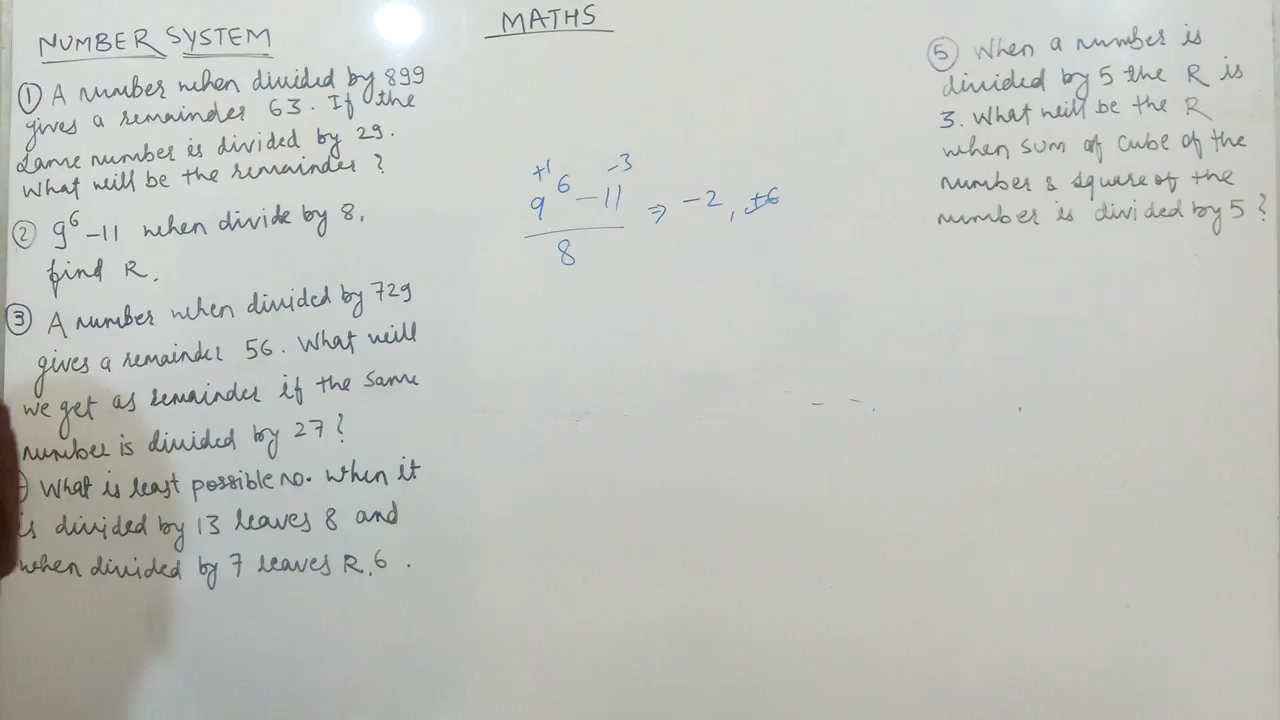 MATHS
NUMBER SYSTEM
① A number when divided by 899
gives a remainder 63. If the
same number is divided by 29.
What will be the remainder ?
② 9⁶ - 11 when divide by 8,
find R.
③ A number when divided by 729
gives a remainder 56. What will
we get as remainder if the same
number is divided by 27?
What is least possible no. when it
is divided by 13 leaves 8 and
when divided by 7 leaves R.6 .
+1 -3
9⁶ - 11 ⇒ -2, +6
8
⑤ When a number is
divided by 5 the R is
3. What will be the R
when sum of cube of the
number & square of the
number is divided by 5 ?